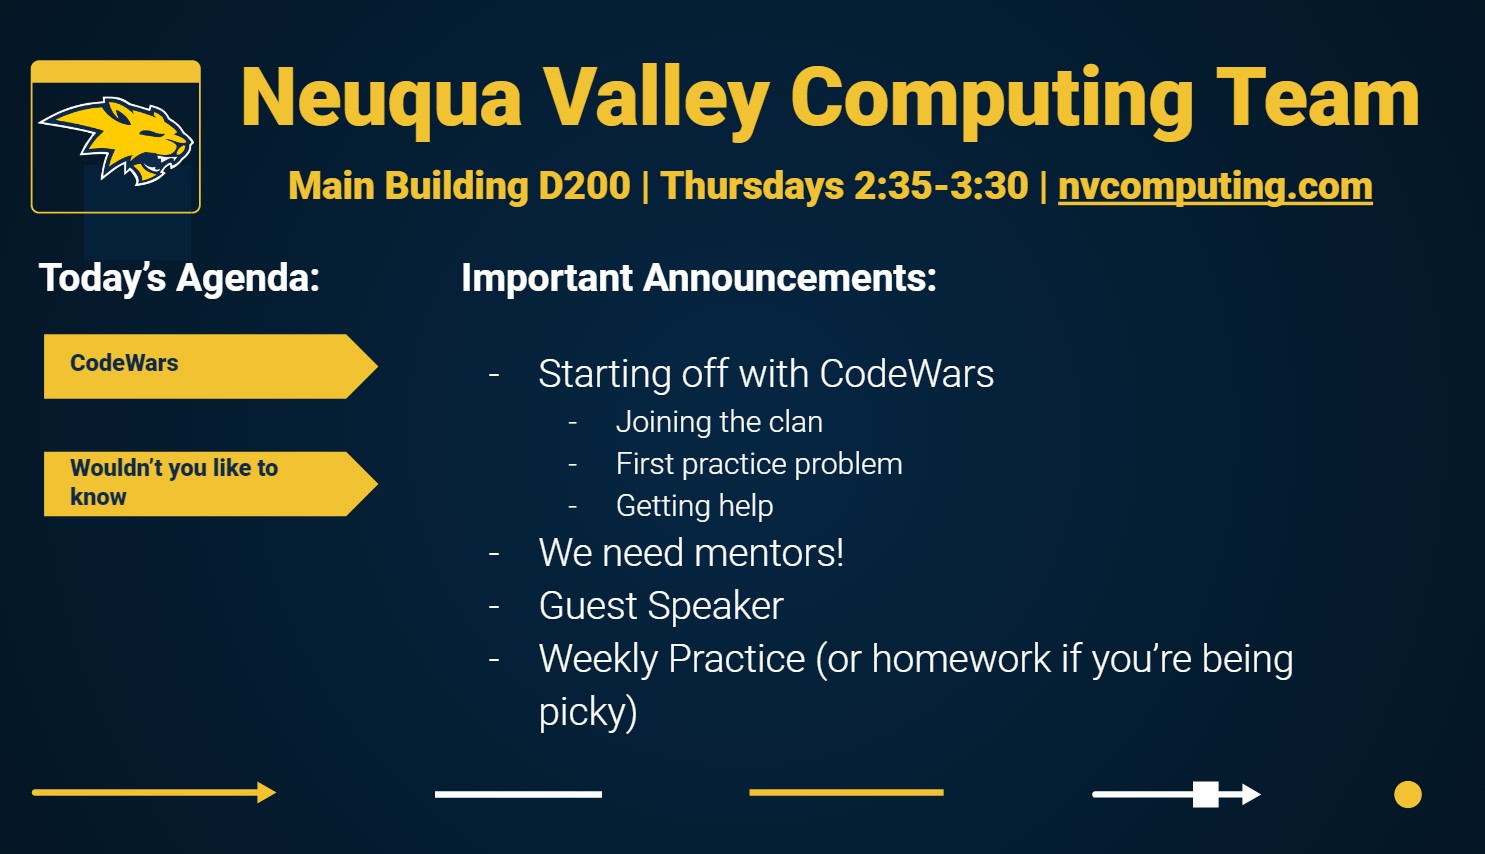 Neuqua Valley Computing Team
Main Building D200 | Thursdays 2:35-3:30 | nvcomputing.com
Today’s Agenda:
CodeWars
Wouldn’t you like to
know
Important Announcements:
- Starting off with CodeWars
- Joining the clan
- First practice problem
- Getting help
- We need mentors!
- Guest Speaker
- Weekly Practice (or homework if you’re being
picky)